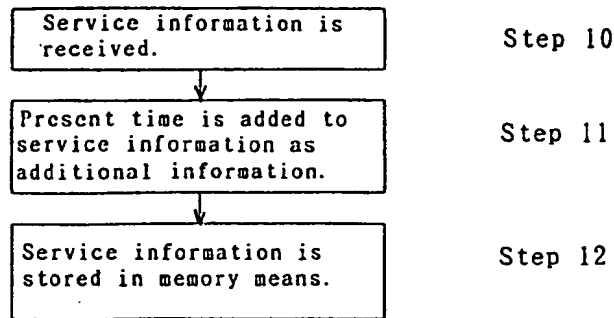 Service information is
received.
Step 10
Present time is added to
service information as
additional information.
Step 11
Service information is
stored in memory means.
Step 12